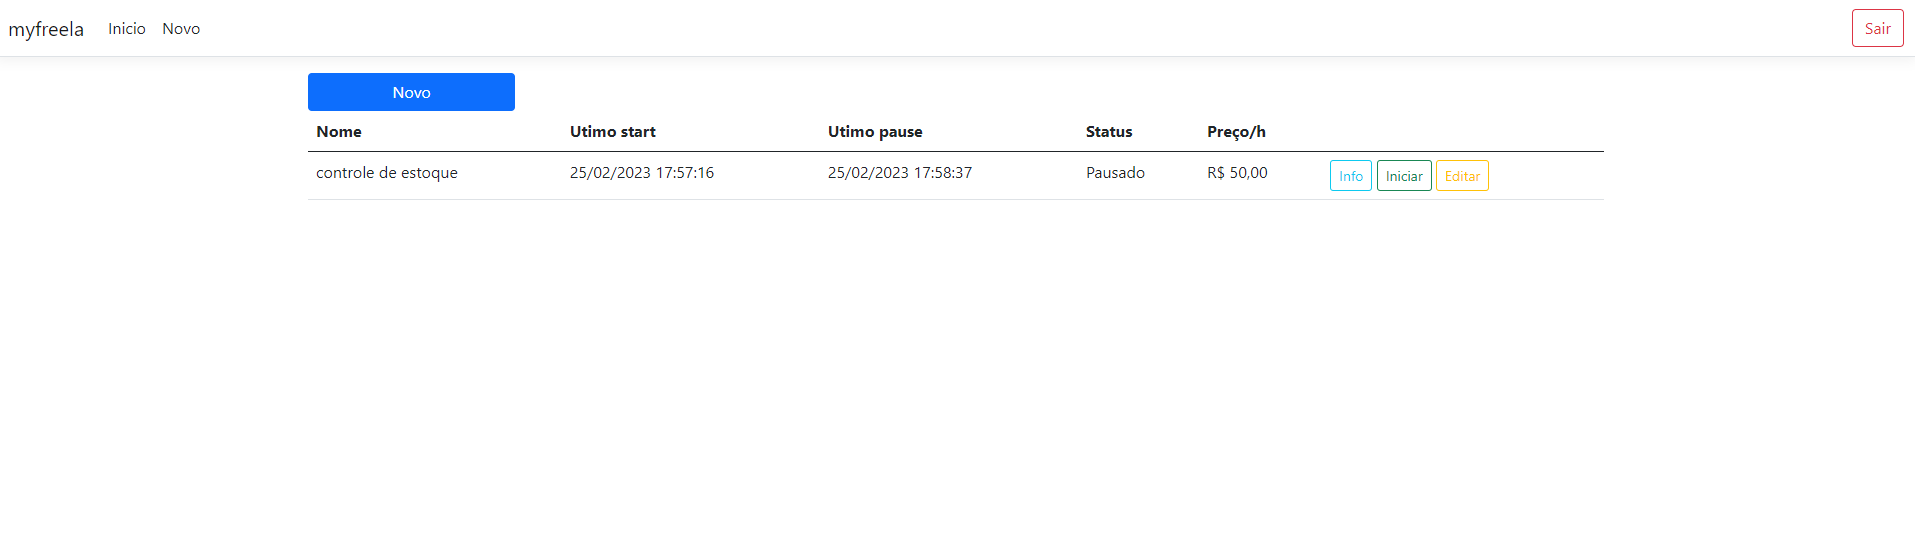 myfreela Inicio Novo Sair
Novo
Nome Utimo start Utimo pause Status Preço/h
controle de estoque 25/02/2023 17:57:16 25/02/2023 17:58:37 Pausado R$ 50,00 Info Iniciar Editar